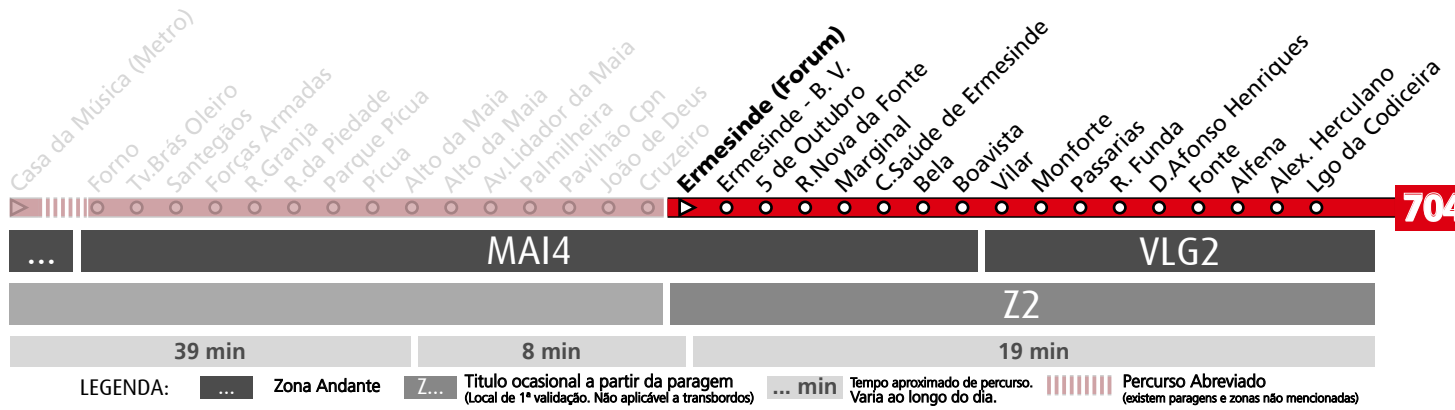 Casa da Música (Metro)
Forno
Tv.Brás Oleiro
Santegãos
Forças Armadas
R.Granja
R.da Piedade
Parque Pícua
Pícua
Alto da Maia
Alto da Maia
Av.Lidador da Maia
Palmilheira
Pavilhão Cpn
João de Deus
Cruzeiro
Ermesinde (Forum)
Ermesinde - B. V.
5 de Outubro
R.Nova da Fonte
Marginal
C.Saúde de Ermesinde
Bela
Boavista
Vilar
Monforte
Passarias
R. Funda
D.Afonso Henriques
Fonte
Alfena
Alex. Herculano
Lgo da Codiceira
704
... MAI4 VLG2
Z2
39 min 8 min 19 min
LEGENDA: ... Zona Andante Z... Titulo ocasional a partir da paragem ... min Tempo aproximado de percurso. Percurso Abreviado
(Local de 1ª validação. Não aplicável a transbordos) Varia ao longo do dia. (existem paragens e zonas não mencionadas)